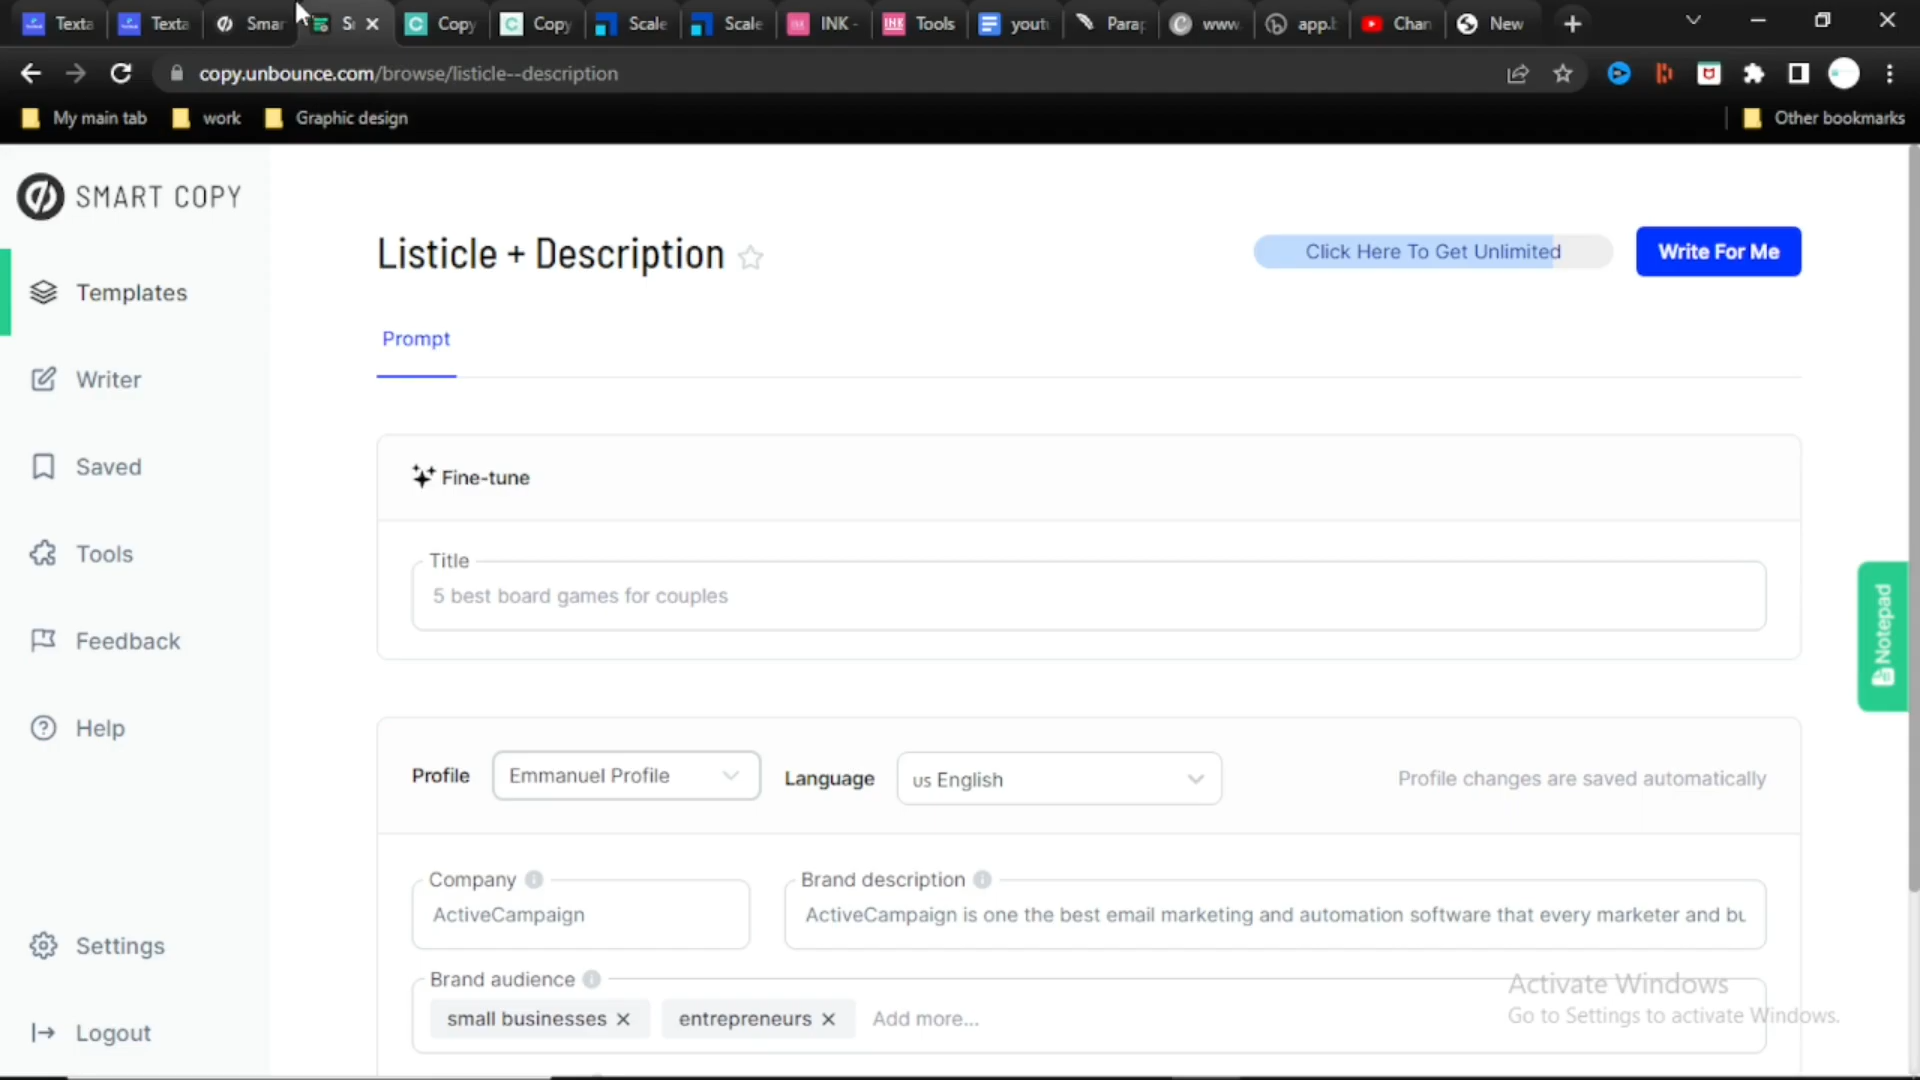 Texta
Texta
Smar
S
Copy
Copy
Scale
Scale
INK -
Tools
yout
Parap
www.
app.b
Chan
New
copy.unbounce.com/browse/listicle--description
My main tab
work
Graphic design
Other bookmarks
SMART COPY
Templates
Writer
Saved
Tools
Feedback
Help
Settings
Logout
Listicle + Description
Click Here To Get Unlimited
Write For Me
Prompt
Fine-tune
Title
5 best board games for couples
Notepad
Profile
Emmanuel Profile
Language
us English
Profile changes are saved automatically
Company
ActiveCampaign
Brand description
ActiveCampaign is one the best email marketing and automation software that every marketer and bu
Brand audience
small businesses
entrepreneurs
Add more...
Activate Windows
Go to Settings to activate Windows.